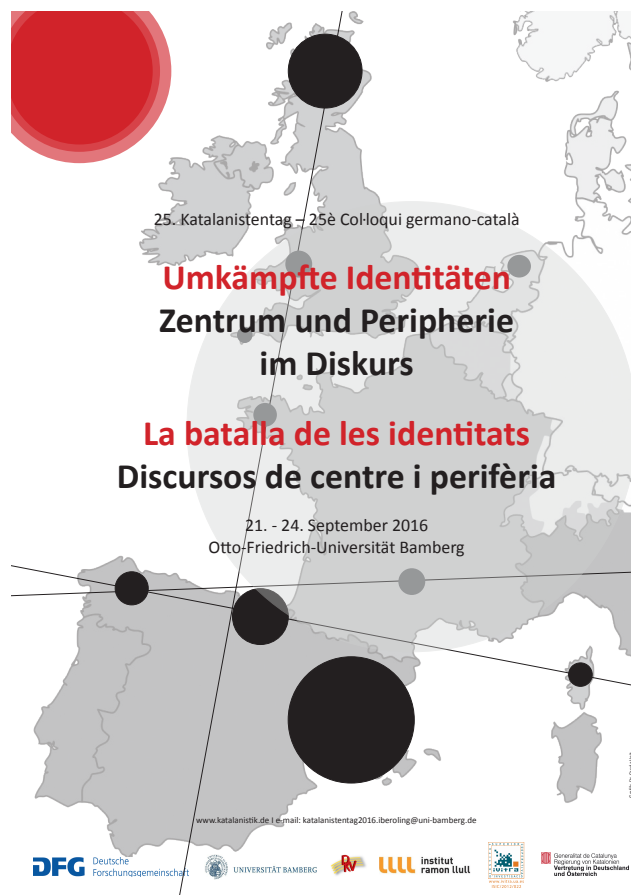 25. Katalanistentag – 25è Col·loqui germano-català
Umkämpfte Identitäten
Zentrum und Peripherie
im Diskurs
La batalla de les identitats
Discursos de centre i perifèria
21. - 24. September 2016
Otto-Friedrich-Universität Bamberg
www.katalanistik.de I e-mail: katalanistentag2016.iberoling@uni-bamberg.de
DFG Deutsche
Forschungsgemeinschaft
UNIVERSITÄT BAMBERG
DKV
LLLL institut
ramon llull
ivitra
Generalitat de Catalunya
Regierung von Katalonien
Vertretung in Deutschland
und Österreich